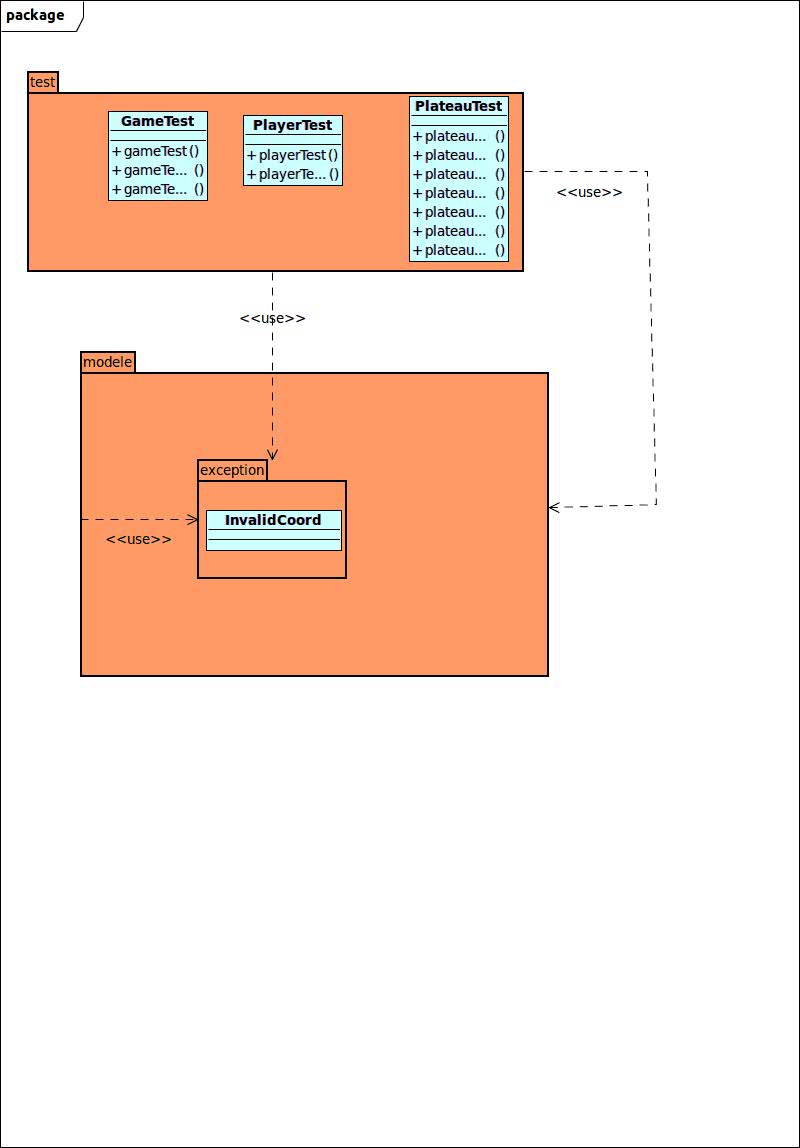 package
test
GameTest
+gameTest()
+gameTe... ()
+gameTe... ()
PlayerTest
+playerTest()
+playerTe... ()
PlateauTest
+plateau... ()
+plateau... ()
+plateau... ()
+plateau... ()
+plateau... ()
+plateau... ()
+plateau... ()
<<use>>
<<use>>
modele
exception
InvalidCoord
<<use>>